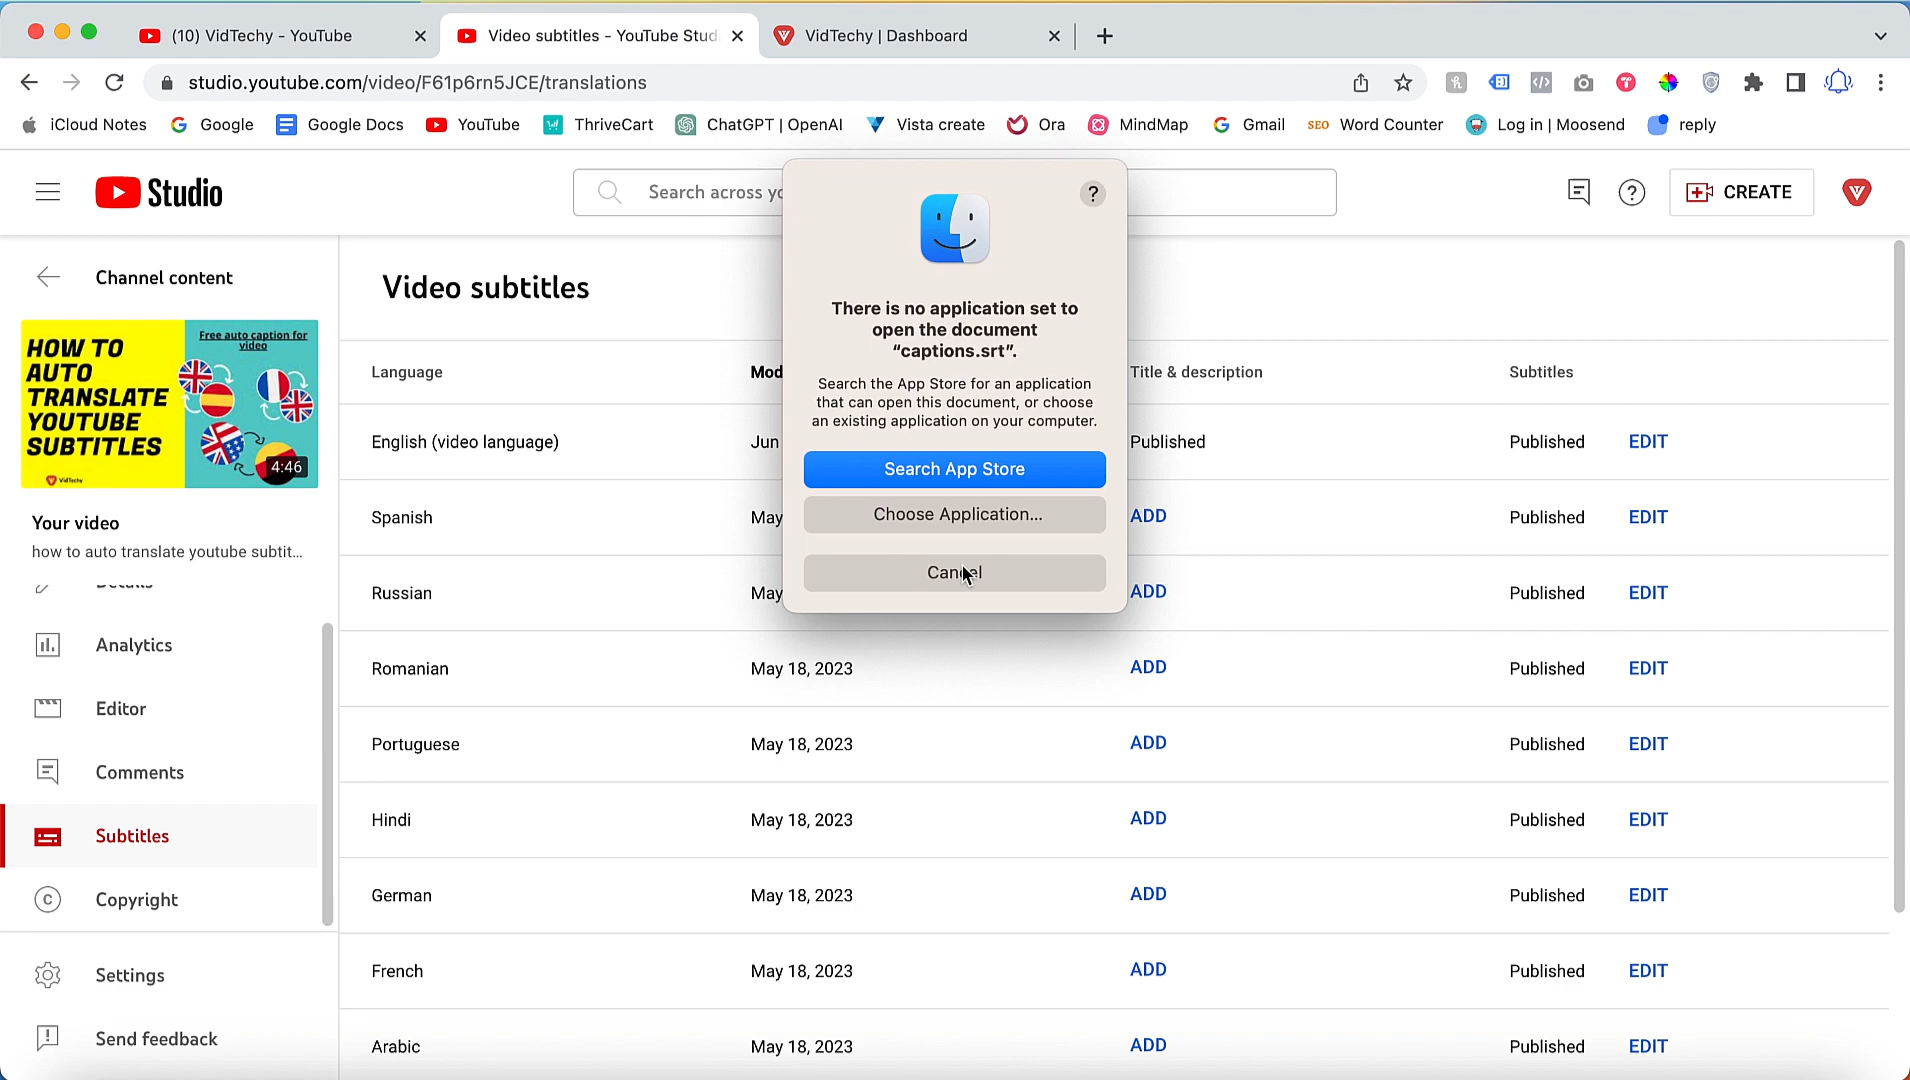 (10) VidTechy - YouTube
Video subtitles - YouTube Stud
VidTechy | Dashboard
studio.youtube.com/video/F61p6rn5JCE/translations
iCloud Notes
Google
Google Docs
YouTube
ThriveCart
ChatGPT | OpenAI
Vista create
Ora
MindMap
Gmail
SEO Word Counter
Log in | Moosend
reply
Studio
Search across yo
CREATE
?
There is no application set to
open the document
“captions.srt”.
Search the App Store for an application
that can open this document, or choose
an existing application on your computer.
Search App Store
Choose Application...
Cancel
Channel content
HOW TO
AUTO
TRANSLATE
YOUTUBE
SUBTITLES
Free auto caption for
video
VidTechy
4:46
Your video
how to auto translate youtube subtit...
Details
Analytics
Editor
Comments
Subtitles
Copyright
Settings
Send feedback
Video subtitles
Language Mod Title & description Subtitles
English (video language) Jun Published Published EDIT
Spanish May ADD Published EDIT
Russian May ADD Published EDIT
Romanian May 18, 2023 ADD Published EDIT
Portuguese May 18, 2023 ADD Published EDIT
Hindi May 18, 2023 ADD Published EDIT
German May 18, 2023 ADD Published EDIT
French May 18, 2023 ADD Published EDIT
Arabic May 18, 2023 ADD Published EDIT